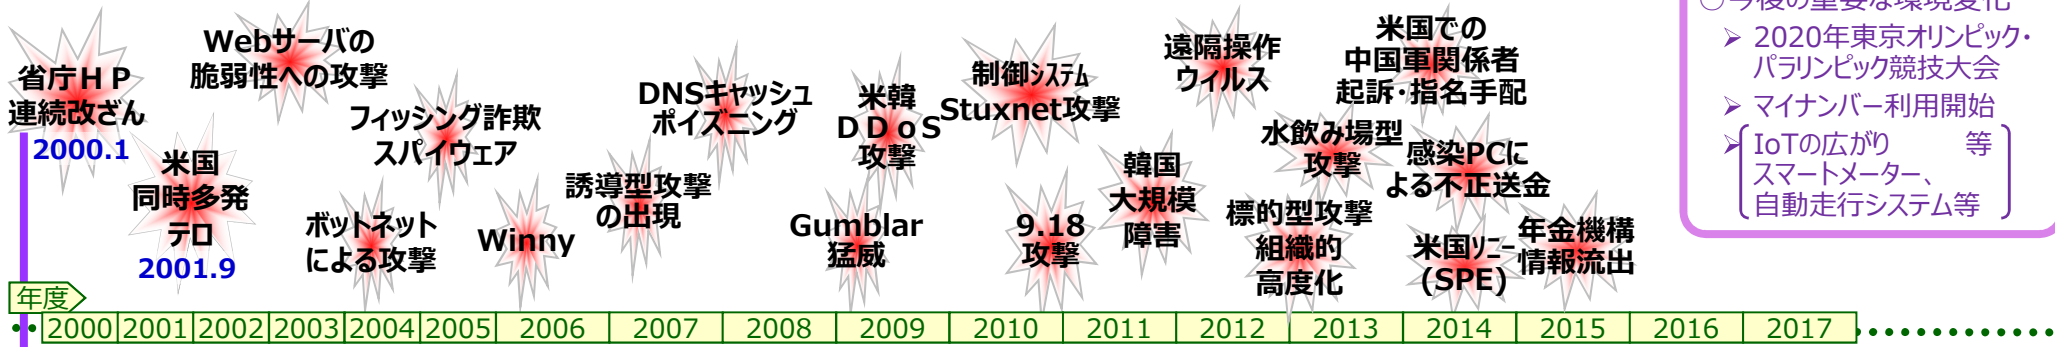 省庁ＨＰ
連続改ざん
2000.1
米国
同時多発
テロ
2001.9
Webサーバの
脆弱性への攻撃
フィッシング詐欺
スパイウェア
ボットネット
による攻撃
Winny
誘導型攻撃
の出現
DNSキャッシュ
ポイズニング
米韓
ＤＤｏＳ
攻撃
Gumblar
猛威
制御システム
Stuxnet攻撃
9.18
攻撃
韓国
大規模
障害
遠隔操作
ウィルス
水飲み場型
攻撃
標的型攻撃
組織的
高度化
米国での
中国軍関係者
起訴・指名手配
感染PCに
よる不正送金
米国ソニー
(SPE)
年金機構
情報流出
○今後の重要な環境変化
➢ 2020年東京オリンピック・
パラリンピック競技大会
➢ マイナンバー利用開始
➢ IoTの広がり 等
スマートメーター、
自動走行システム等
年度
2000 2001 2002 2003 2004 2005 2006 2007 2008 2009 2010 2011 2012 2013 2014 2015 2016 2017